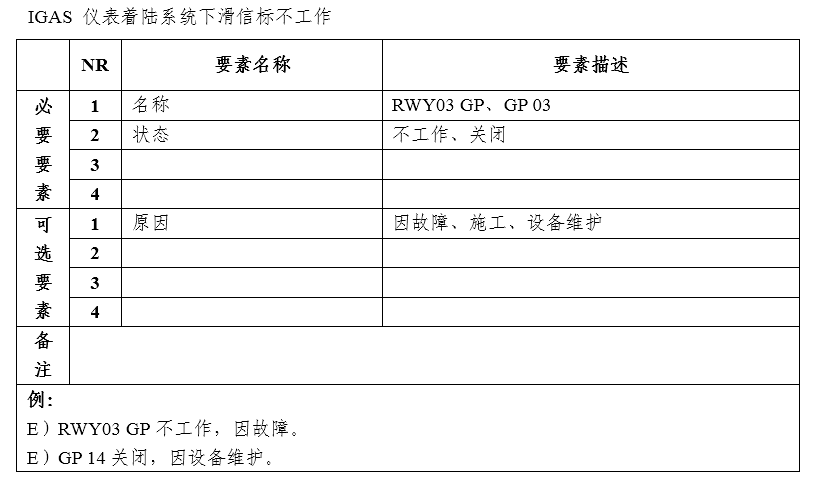 IGAS 仪表着陆系统下滑信标不工作
NR 要素名称 要素描述
必要要素
1 名称 RWY03 GP、GP 03
2 状态 不工作、关闭
3
4
可选要素
1 原因 因故障、施工、设备维护
2
3
4
备注
例：
E）RWY03 GP 不工作，因故障。
E）GP 14 关闭，因设备维护。